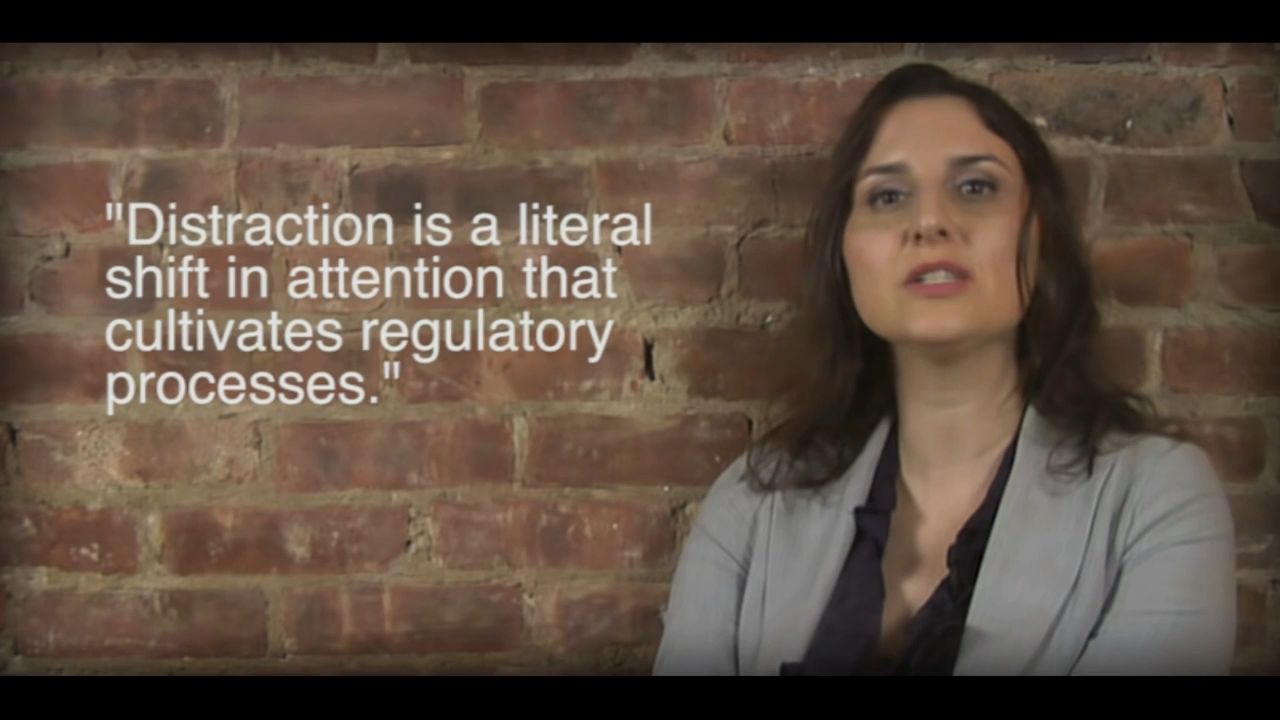 "Distraction is a literal
shift in attention that
cultivates regulatory
processes."